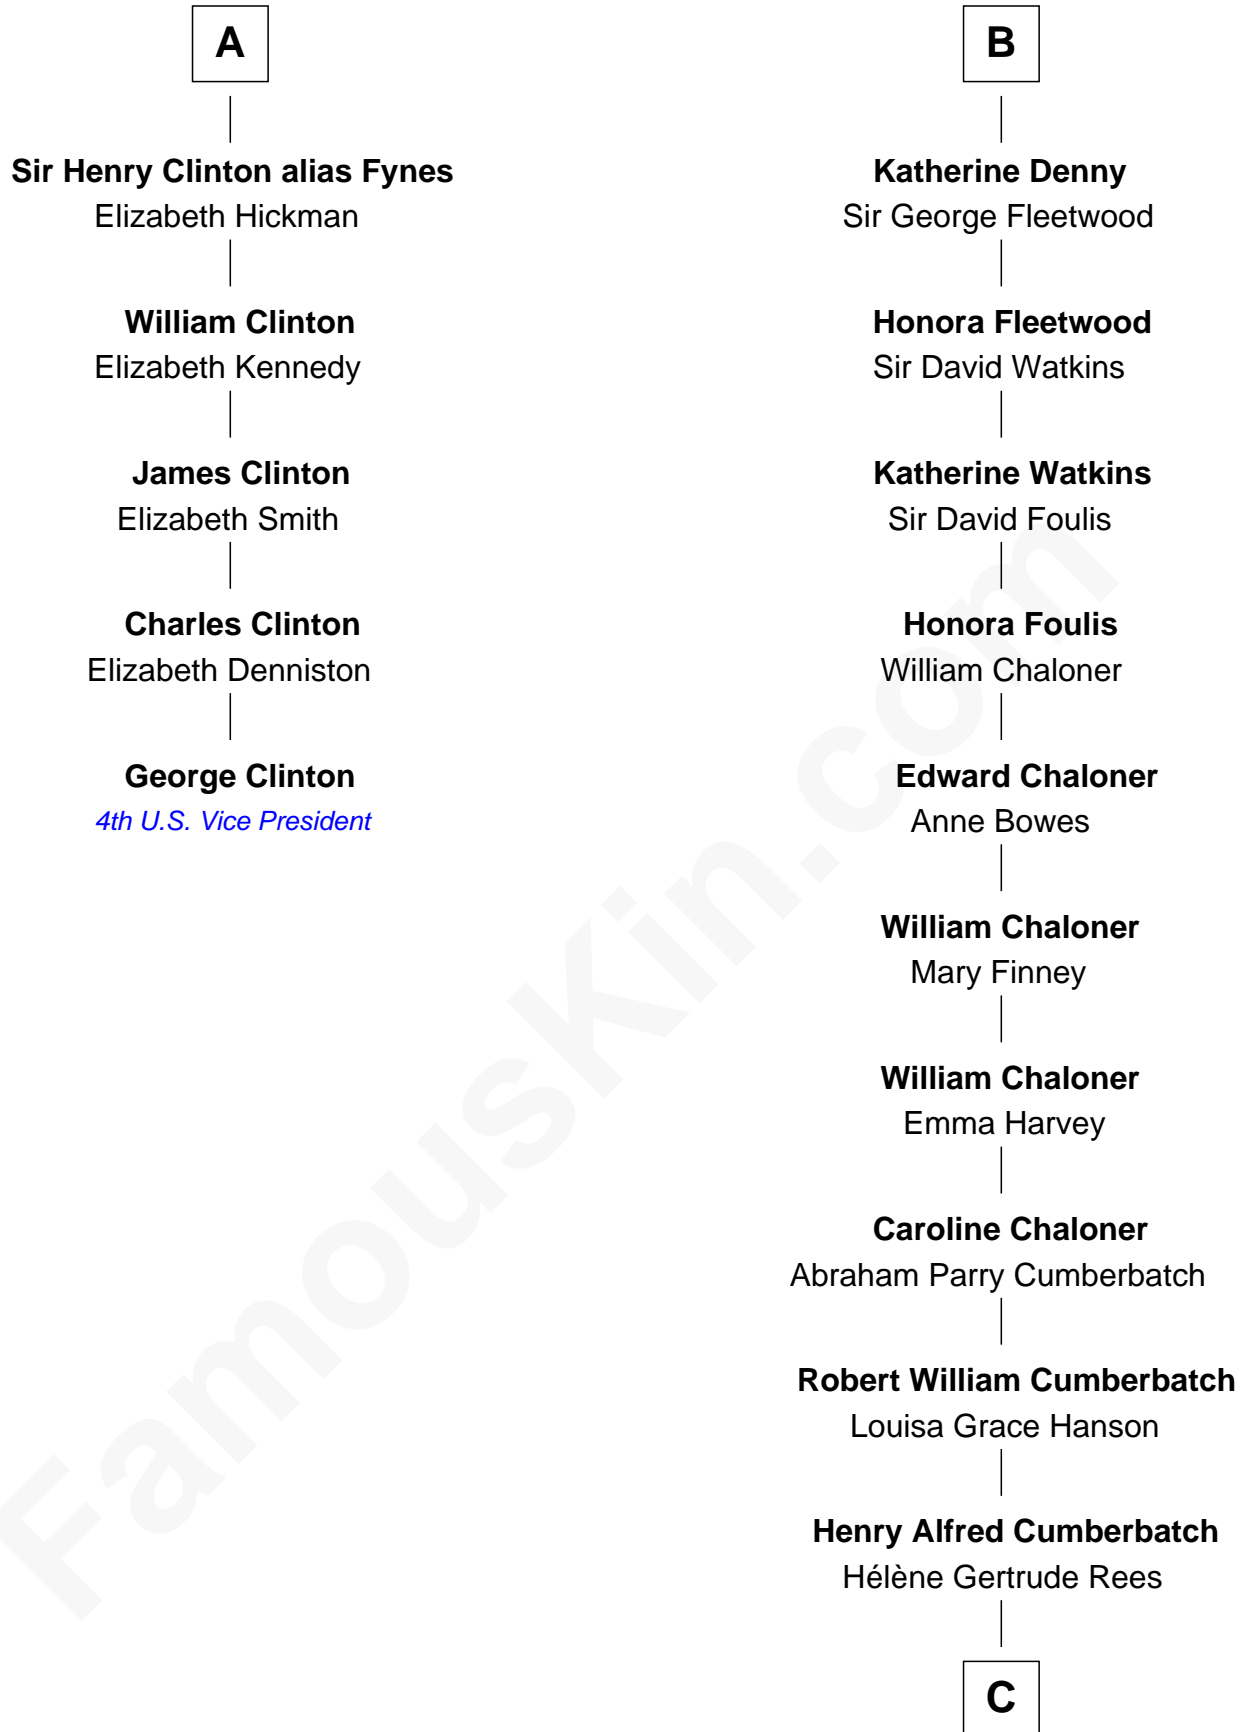 A
Sir Henry Clinton alias Fynes
Elizabeth Hickman
William Clinton
Elizabeth Kennedy
James Clinton
Elizabeth Smith
Charles Clinton
Elizabeth Denniston
George Clinton
4th U.S. Vice President
B
Katherine Denny
Sir George Fleetwood
Honora Fleetwood
Sir David Watkins
Katherine Watkins
Sir David Foulis
Honora Foulis
William Chaloner
Edward Chaloner
Anne Bowes
William Chaloner
Mary Finney
William Chaloner
Emma Harvey
Caroline Chaloner
Abraham Parry Cumberbatch
Robert William Cumberbatch
Louisa Grace Hanson
Henry Alfred Cumberbatch
Hélène Gertrude Rees
C
FamousKin.com